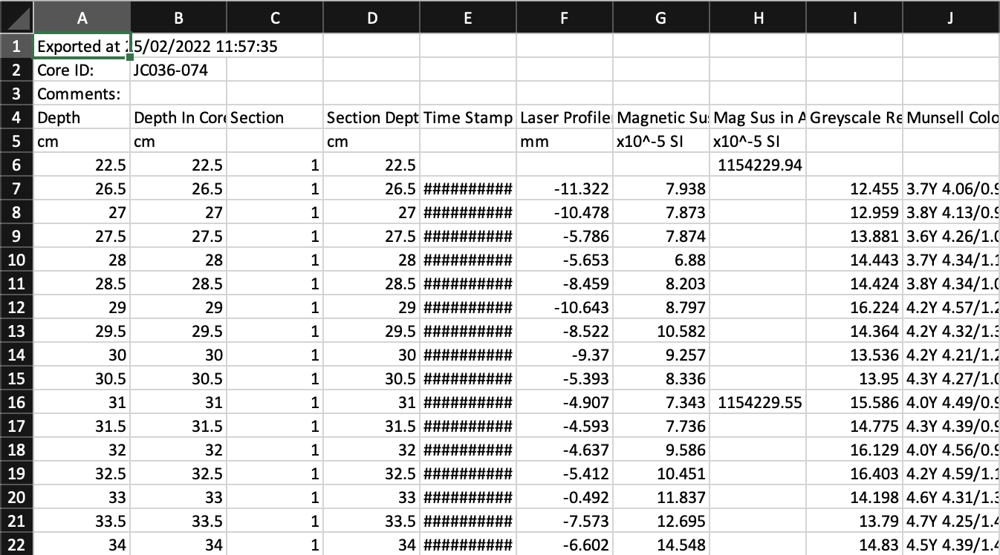 A B C D E F G H I J
1 Exported at 25/02/2022 11:57:35
2 Core ID: JC036-074
3 Comments:
4 Depth Depth In Core Section Section Dept Time Stamp Laser Profiler Magnetic Su Mag Sus in A Greyscale Re Munsell Colo
5 cm cm cm mm x10^-5 SI x10^-5 SI
6 22.5 22.5 1 22.5 1154229.94
7 26.5 26.5 1 26.5 ########## -11.322 7.938 12.455 3.7Y 4.06/0.9
8 27 27 1 27 ########## -10.478 7.873 12.959 3.8Y 4.13/0.9
9 27.5 27.5 1 27.5 ########## -5.786 7.874 13.881 3.6Y 4.26/1.0
10 28 28 1 28 ########## -5.653 6.88 14.443 3.7Y 4.34/1.1
11 28.5 28.5 1 28.5 ########## -8.459 8.203 14.424 3.8Y 4.34/1.0
12 29 29 1 29 ########## -10.643 8.797 16.224 4.2Y 4.57/1.2
13 29.5 29.5 1 29.5 ########## -8.522 10.582 14.364 4.2Y 4.32/1.3
14 30 30 1 30 ########## -9.37 9.257 13.536 4.2Y 4.21/1.2
15 30.5 30.5 1 30.5 ########## -5.393 8.336 13.95 4.3Y 4.27/1.0
16 31 31 1 31 ########## -4.907 7.343 1154229.55 15.586 4.0Y 4.49/0.9
17 31.5 31.5 1 31.5 ########## -4.593 7.736 14.775 4.3Y 4.39/0.9
18 32 32 1 32 ########## -4.637 9.586 16.129 4.0Y 4.56/0.9
19 32.5 32.5 1 32.5 ########## -5.412 10.451 16.403 4.2Y 4.59/1.1
20 33 33 1 33 ########## -0.492 11.837 14.198 4.6Y 4.31/1.3
21 33.5 33.5 1 33.5 ########## -7.573 12.695 13.79 4.7Y 4.25/1.4
22 34 34 1 34 ########## -6.602 14.548 14.83 4.5Y 4.39/1.4